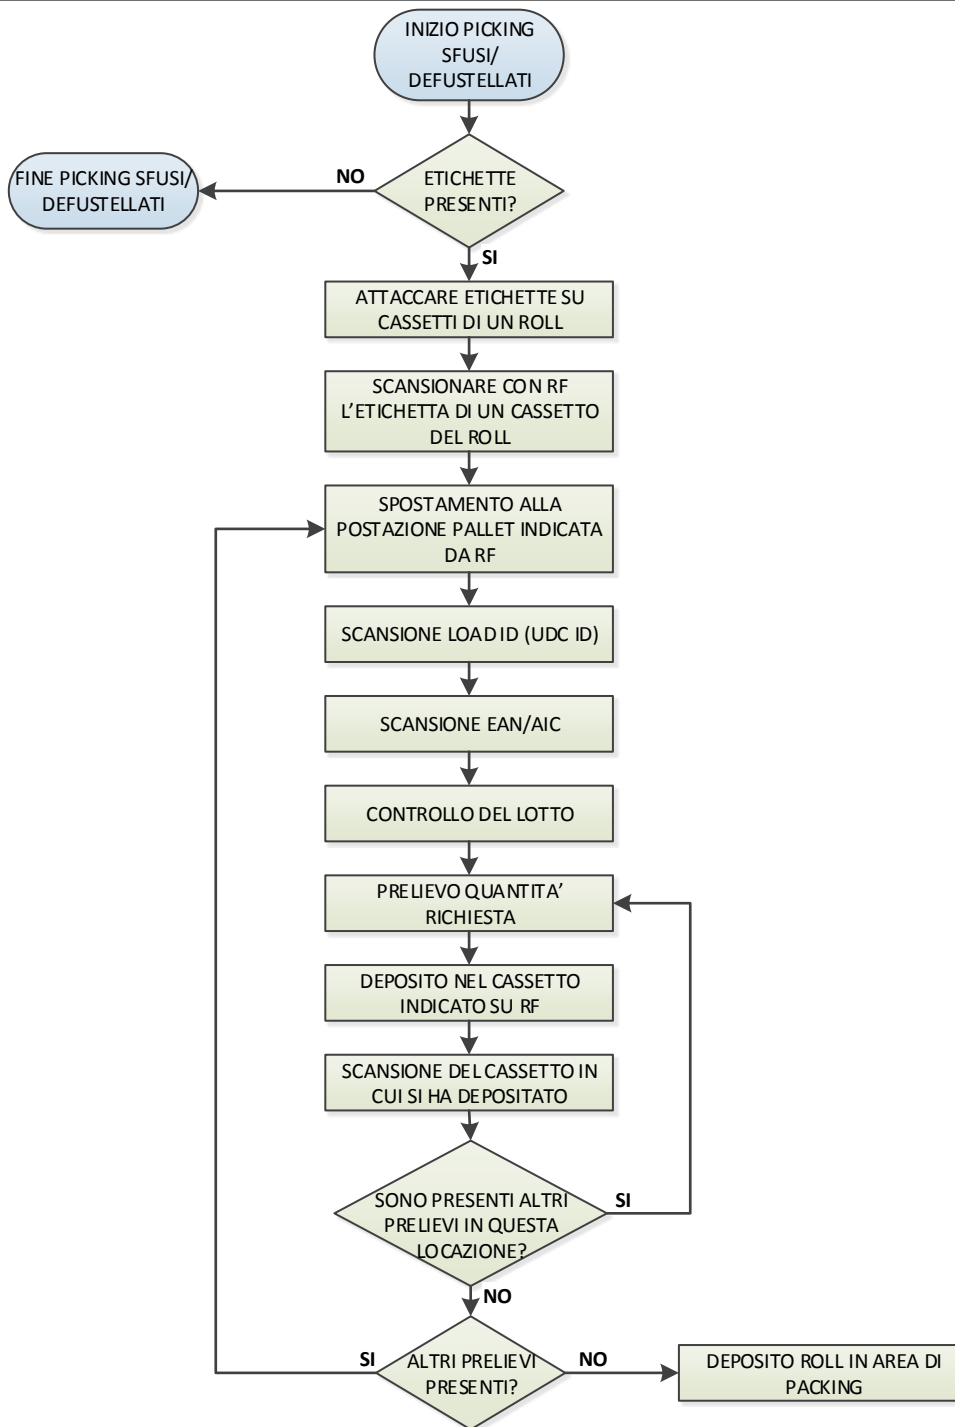 INIZIO PICKING
SFUSI/
DEFUSTELLATI
NO
ETICHETTE
PRESENTI?
FINE PICKING SFUSI/
DEFUSTELLATI
SI
ATTACCARE ETICHETTE SU
CASSETTI DI UN ROLL
SCANSIONARE CON RF
L'ETICHETTA DI UN CASSETTO
DEL ROLL
SPOSTAMENTO ALLA
POSTAZIONE PALLET INDICATA
DA RF
SCANSIONE LOAD ID (UDC ID)
SCANSIONE EAN/AIC
CONTROLLO DEL LOTTO
PRELIEVO QUANTITA'
RICHIESTA
DEPOSITO NEL CASSETTO
INDICATO SU RF
SCANSIONE DEL CASSETTO IN
CUI SI HA DEPOSITATO
SONO PRESENTI ALTRI
PRELIEVI IN QUESTA
LOCAZIONE?
SI
NO
SI
ALTRI PRELIEVI
PRESENTI?
NO
DEPOSITO ROLL IN AREA DI
PACKING